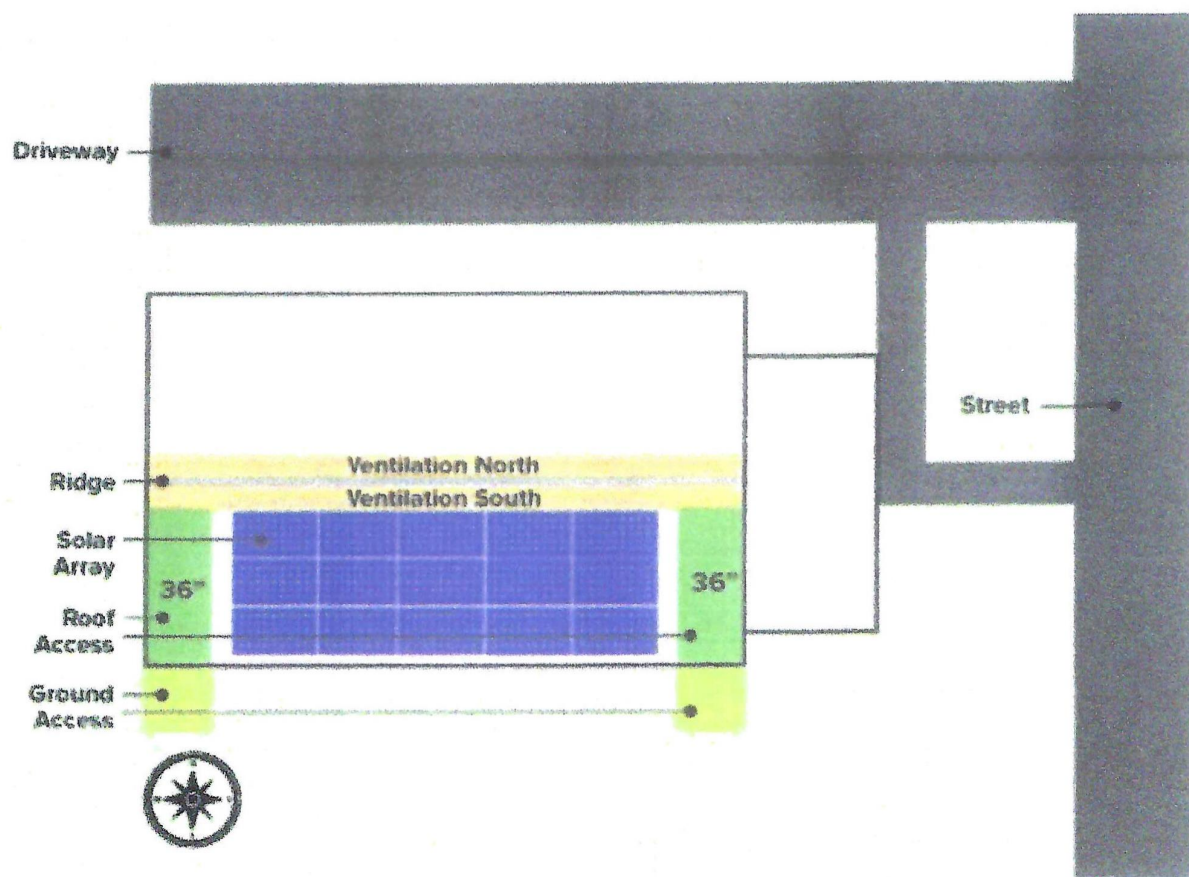 Driveway
Street
Ventilation North
Ridge
Ventilation South
Solar
Array
36"
36"
Roof
Access
Ground
Access